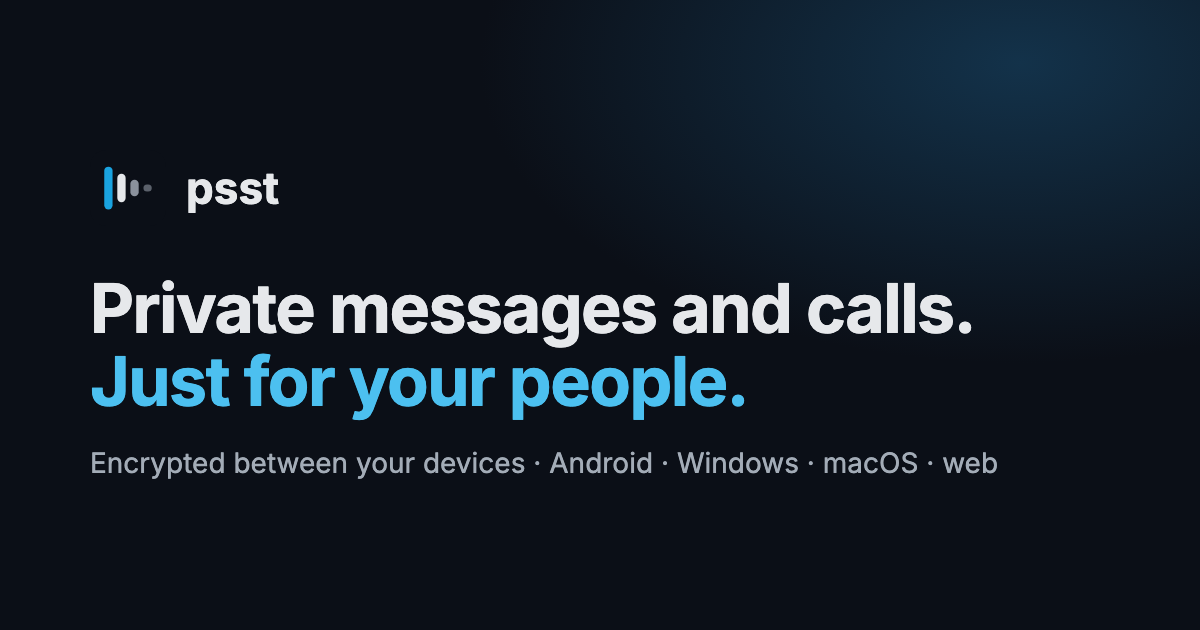 psst
Private messages and calls.
Just for your people.
Encrypted between your devices · Android · Windows · macOS · web